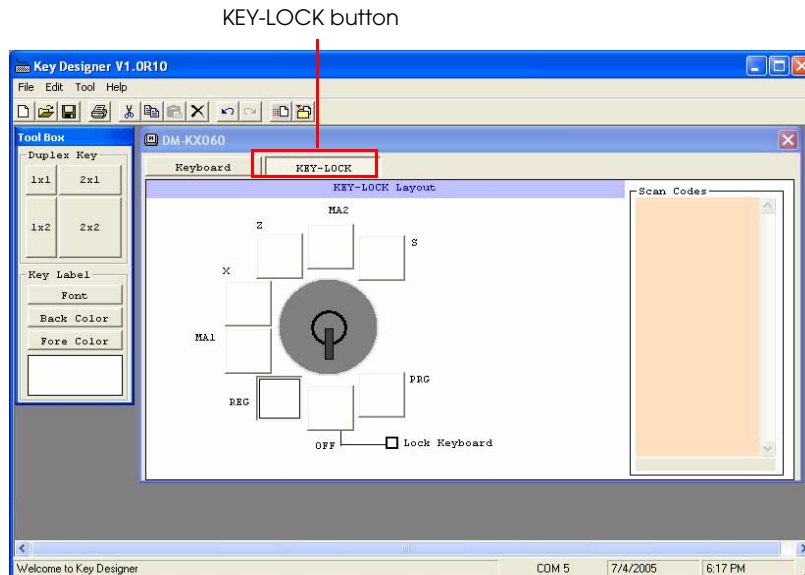 KEY-LOCK button
Key Designer V1.0R10
File Edit Tool Help
Tool Box
Duplex Key
1x1 2x1
1x2 2x2
Key Label
Font
Back Color
Fore Color
DM-KX060
Keyboard KEY-LOCK
KEY-LOCK Layout
Scan Codes
MA2
Z
S
X
MA1
PRG
REG
OFF
Lock Keyboard
Welcome to Key Designer COM 5 7/4/2005 6:17 PM